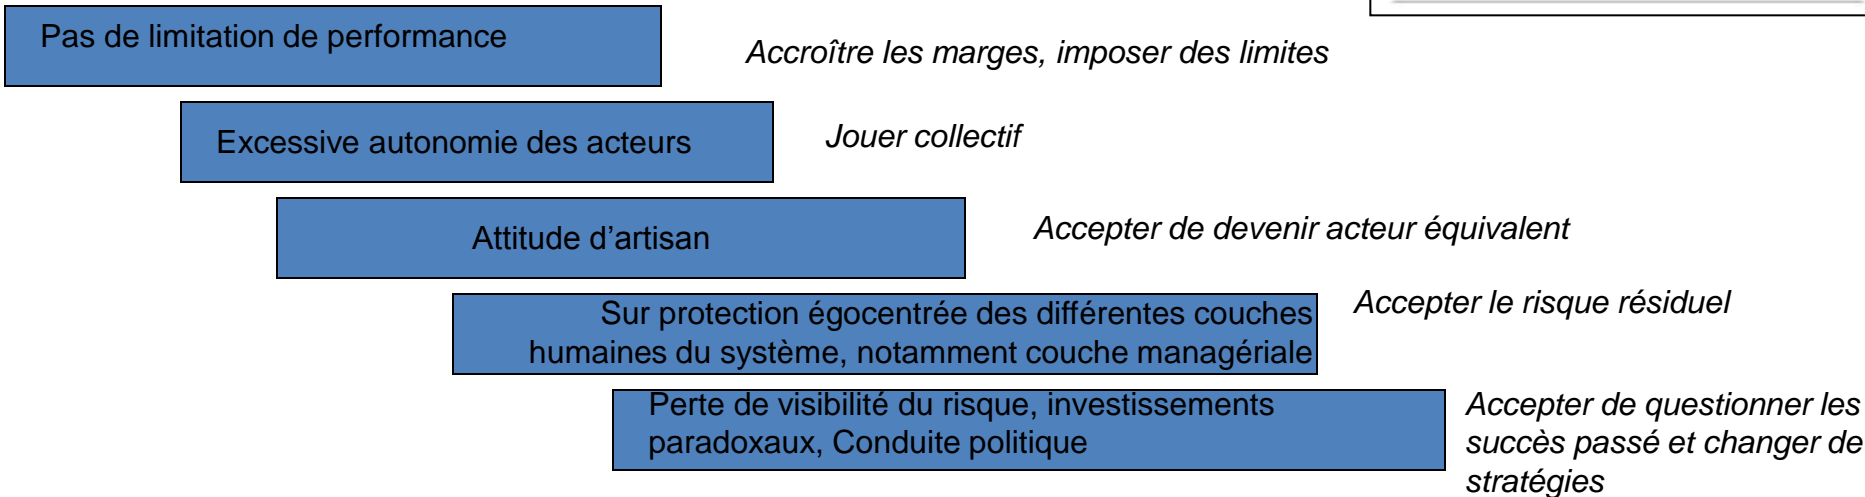 Pas de limitation de performance
Accroître les marges, imposer des limites
Excessive autonomie des acteurs
Jouer collectif
Attitude d’artisan
Accepter de devenir acteur équivalent
Sur protection égocentrée des différentes couches
humaines du système, notamment couche managériale
Accepter le risque résiduel
Perte de visibilité du risque, investissements
paradoxaux, Conduite politique
Accepter de questionner les
succès passé et changer de
stratégies